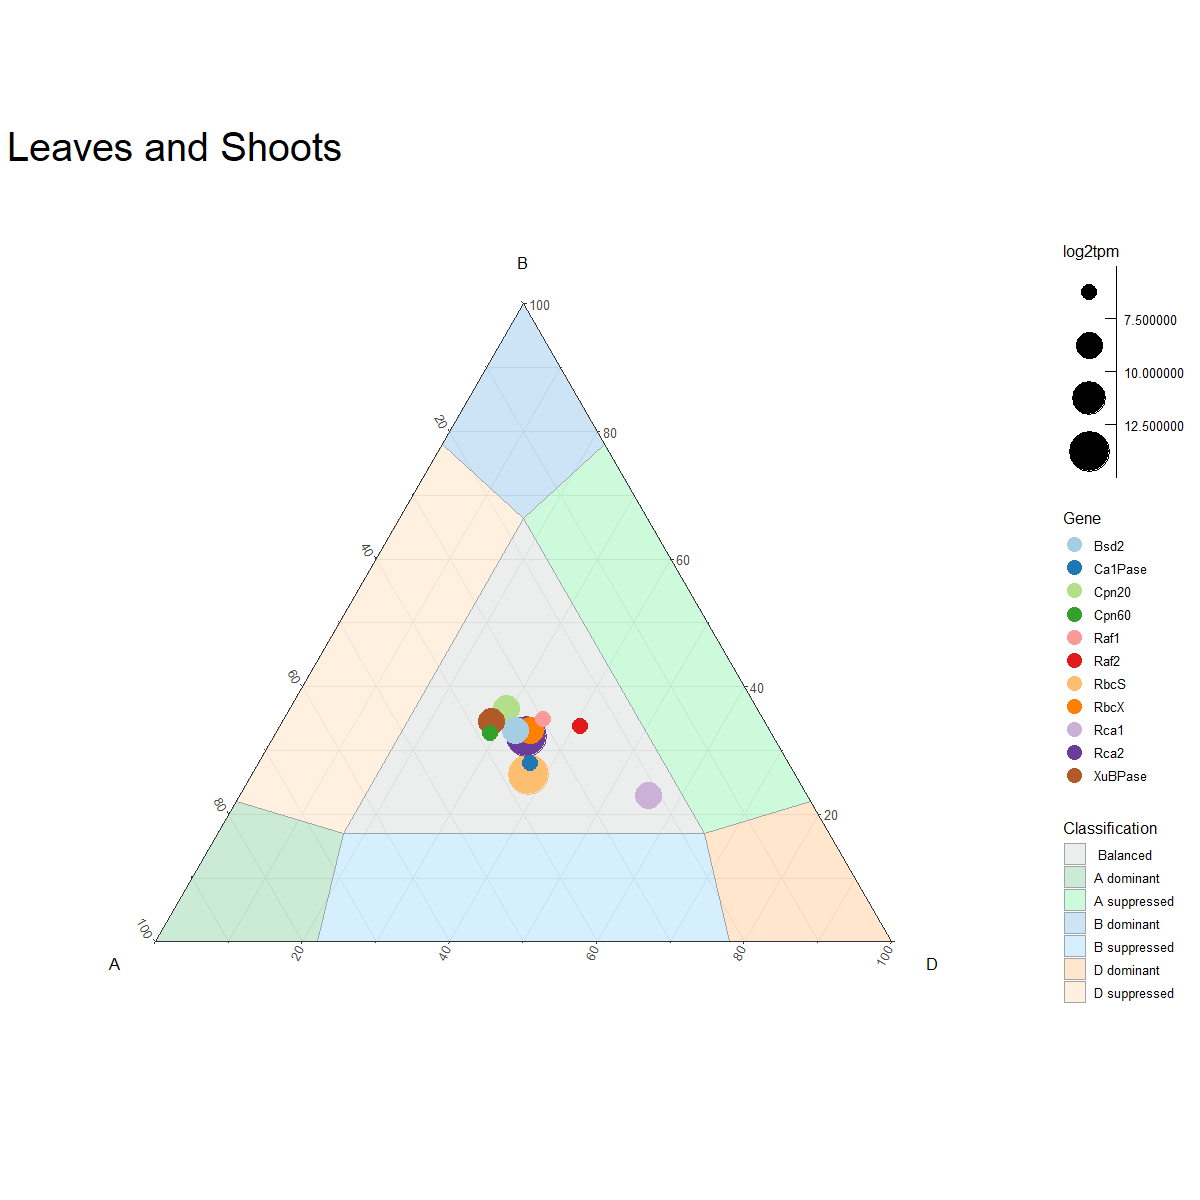 Leaves and Shoots
B
100
20
80
40
60
60
40
80
20
100
20
40
60
80
100
A
D
log2tpm
7.500000
10.000000
12.500000
Gene
Bsd2
Ca1Pase
Cpn20
Cpn60
Raf1
Raf2
RbcS
RbcX
Rca1
Rca2
XuBPase
Classification
Balanced
A dominant
A suppressed
B dominant
B suppressed
D dominant
D suppressed